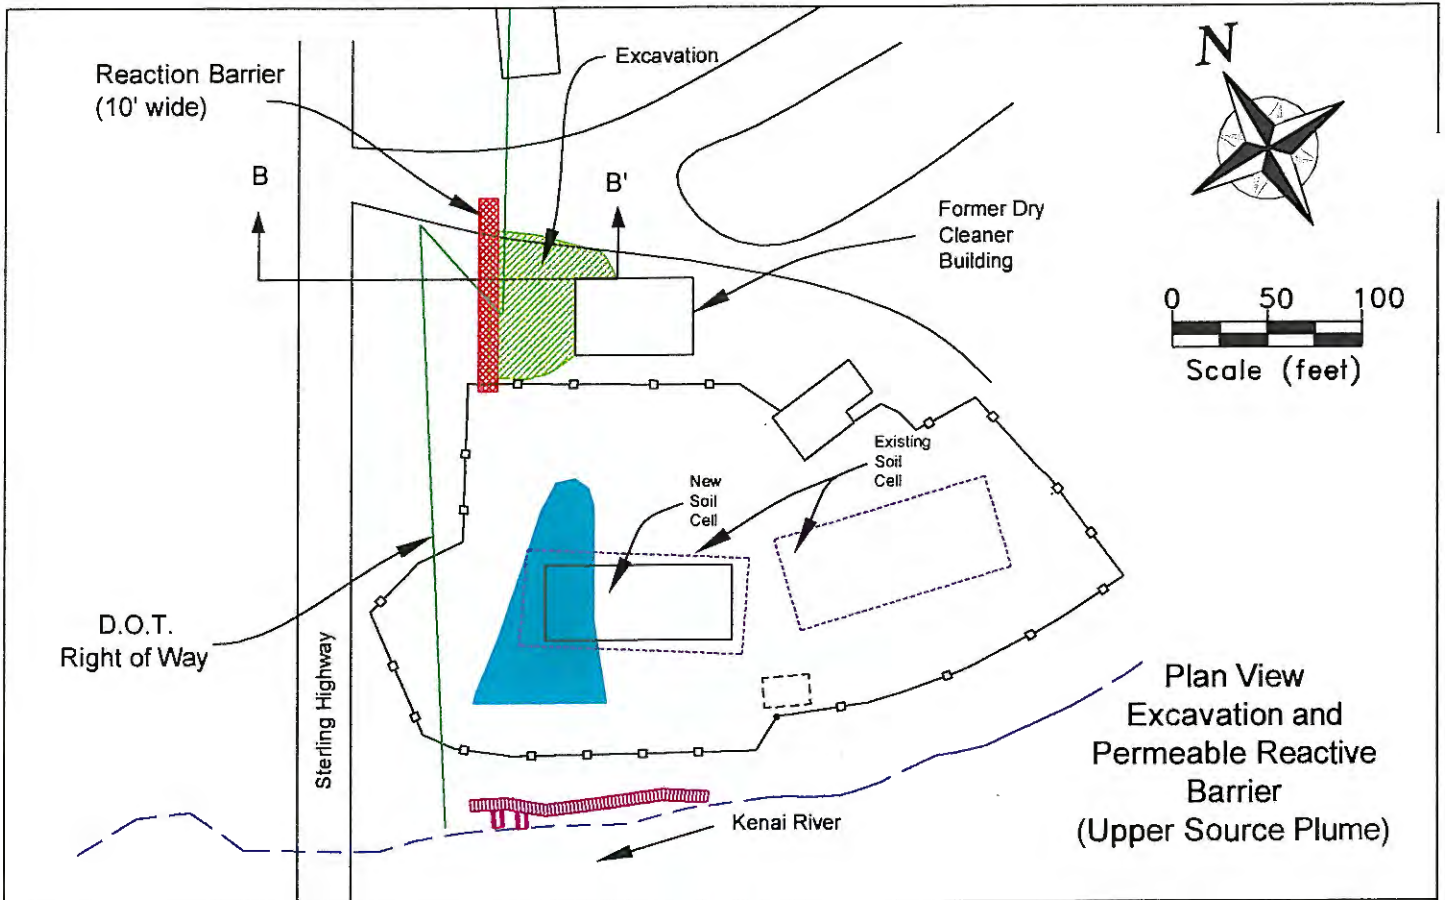 N
Excavation
Reaction Barrier
(10' wide)
B
B'
Former Dry
Cleaner
Building
0 50 100
Scale (feet)
Existing
Soil
Cell
New
Soil
Cell
D.O.T.
Right of Way
Sterling Highway
Plan View
Excavation and
Permeable Reactive
Barrier
(Upper Source Plume)
Kenai River